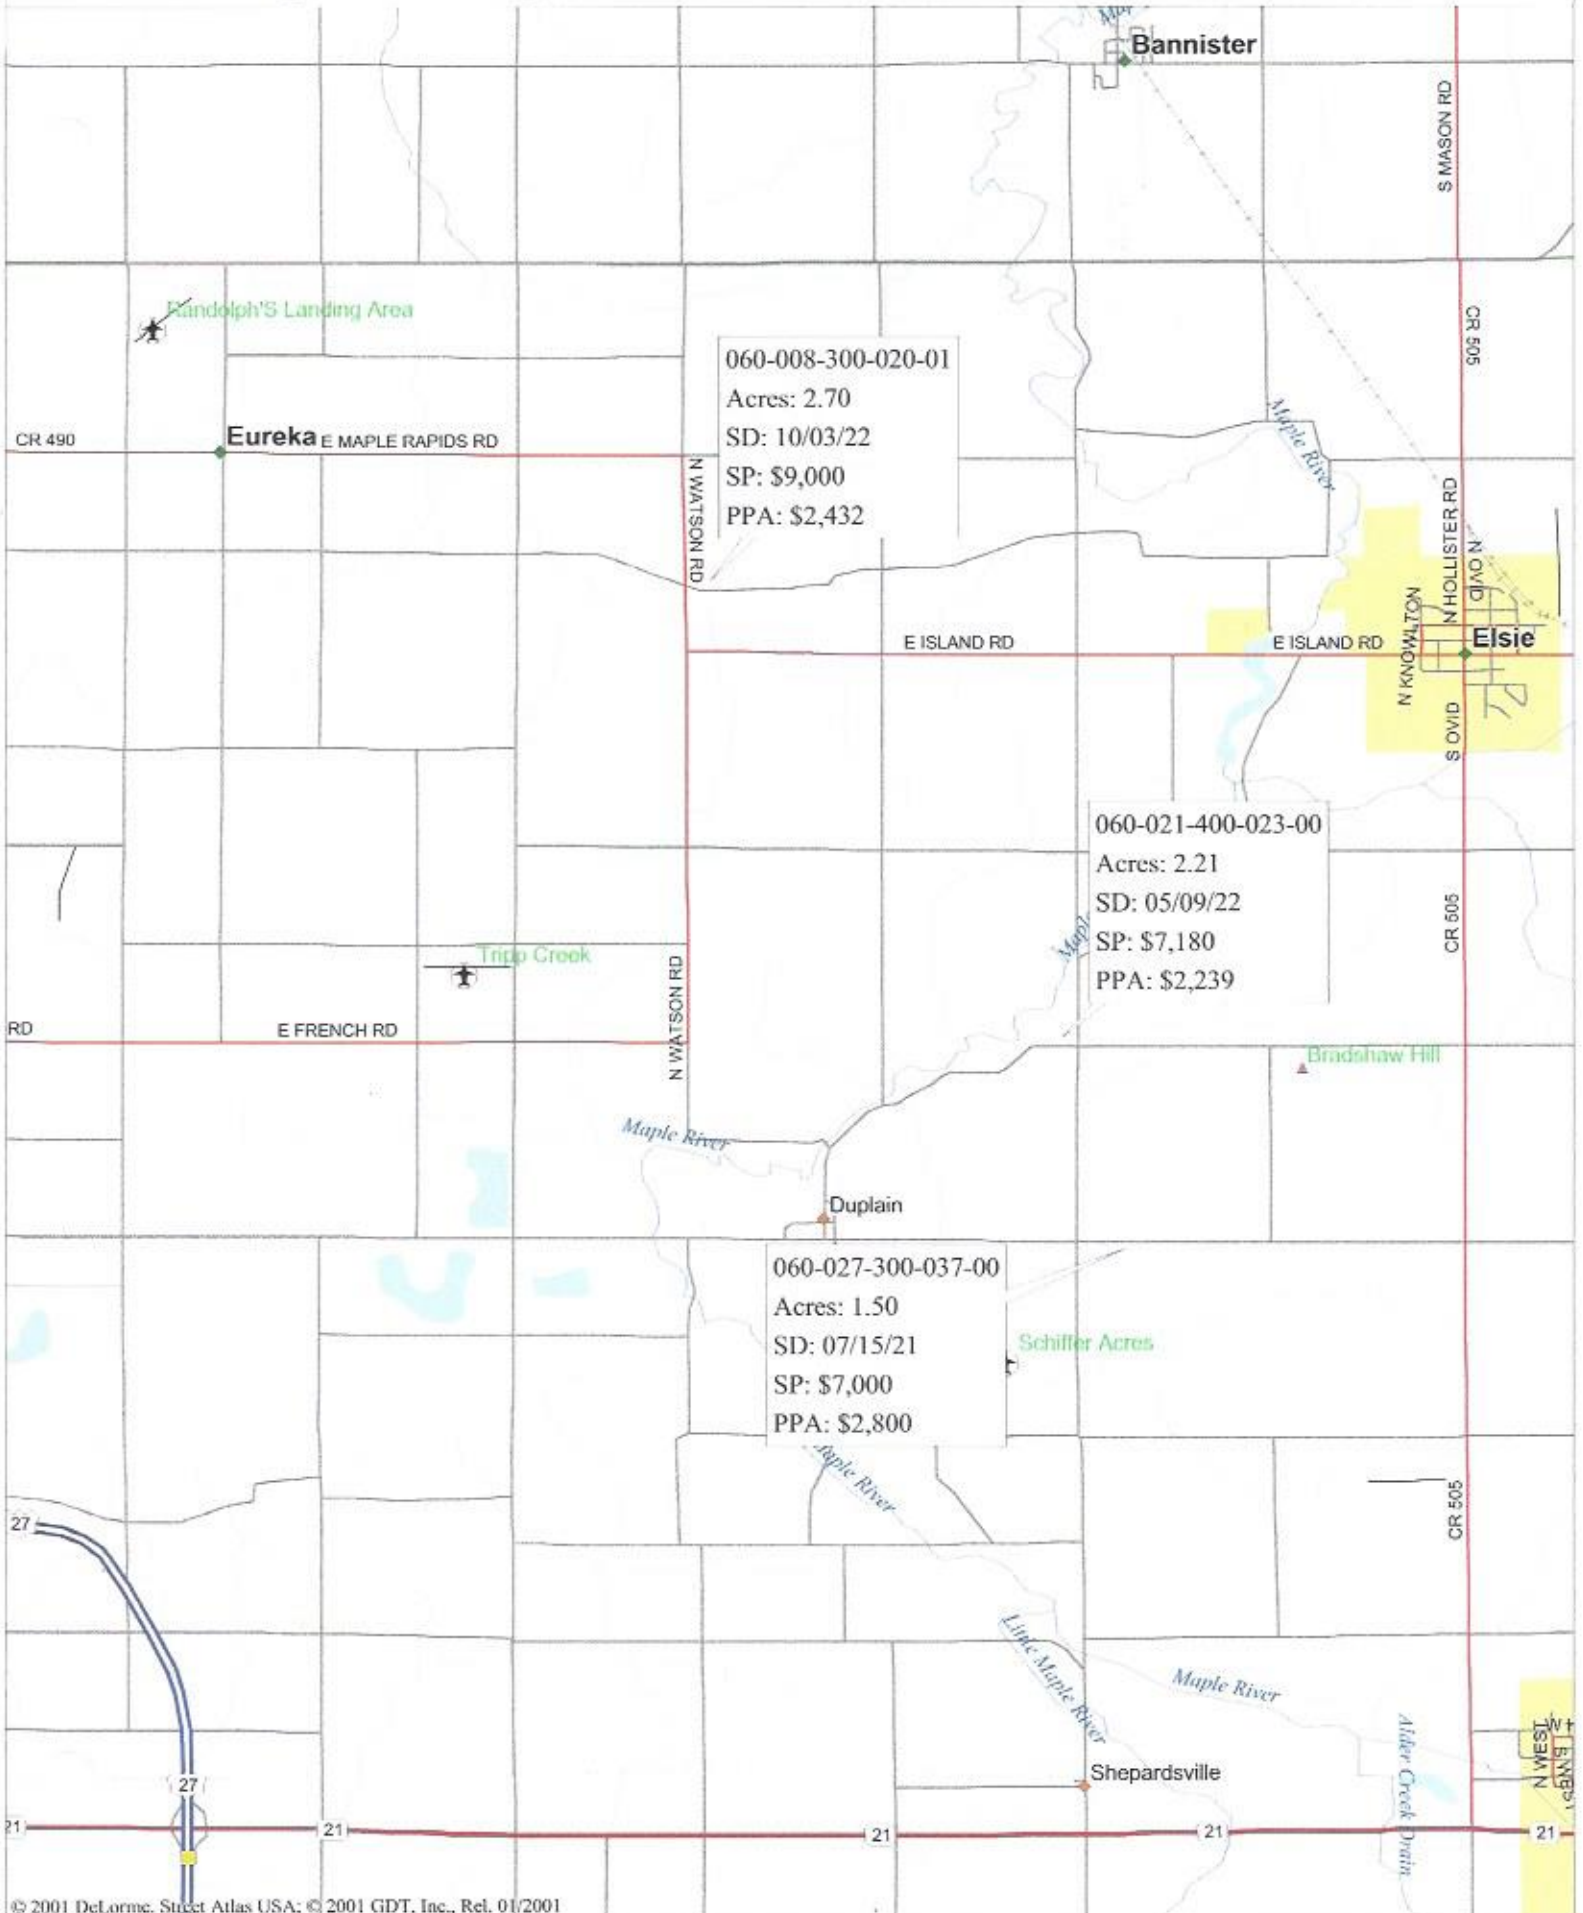 Bannister
S MASON RD
Randolph'S Landing Area
CR 505
060-008-300-020-01
Acres: 2.70
SD: 10/03/22
SP: $9,000
PPA: $2,432
Maple River
CR 490
Eureka
E MAPLE RAPIDS RD
N WATSON RD
N HOLLISTER RD
N OVID
N KNOWLTON
E ISLAND RD
E ISLAND RD
Elsie
S OVID
060-021-400-023-00
Acres: 2.21
SD: 05/09/22
SP: $7,180
PPA: $2,239
CR 505
Tripp Creek
N WATSON RD
RD
E FRENCH RD
Bradshaw Hill
Maple River
Duplain
060-027-300-037-00
Acres: 1.50
SD: 07/15/21
SP: $7,000
PPA: $2,800
Schiffer Acres
Maple River
CR 505
27
Little Maple River
Maple River
Alder Creek Drain
N WEST
S WEST
Shepardsville
27
21
21
21
21
21
© 2001 DeLorme. Street Atlas USA; © 2001 GDT, Inc., Rel. 01/2001